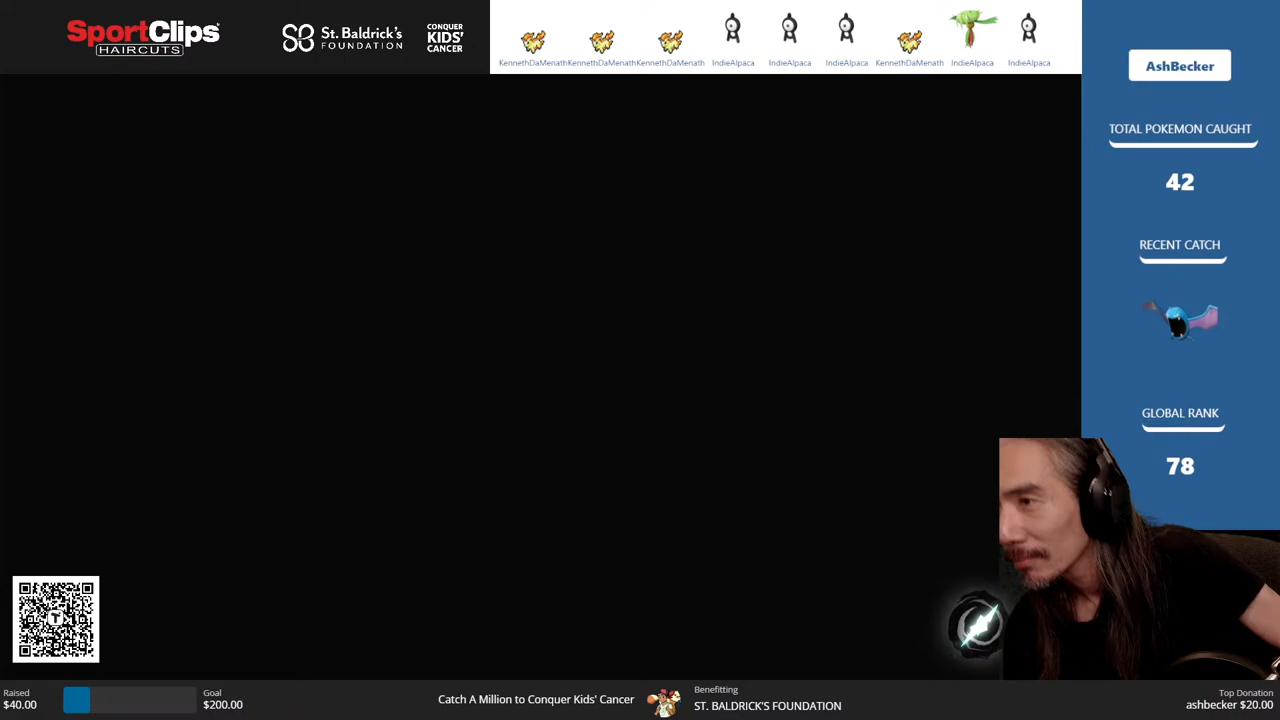 SportClips
HAIRCUTS
St. Baldrick's
FOUNDATION
CONQUER
KIDS'
CANCER
KennethDaMenath KennethDaMenath KennethDaMenath IndieAlpaca IndieAlpaca IndieAlpaca KennethDaMenath IndieAlpaca IndieAlpaca
AshBecker
TOTAL POKEMON CAUGHT
42
RECENT CATCH
GLOBAL RANK
78
Raised
$40.00
Goal
$200.00
Catch A Million to Conquer Kids' Cancer
Benefitting
ST. BALDRICK'S FOUNDATION
Top Donation
ashbecker $20.00